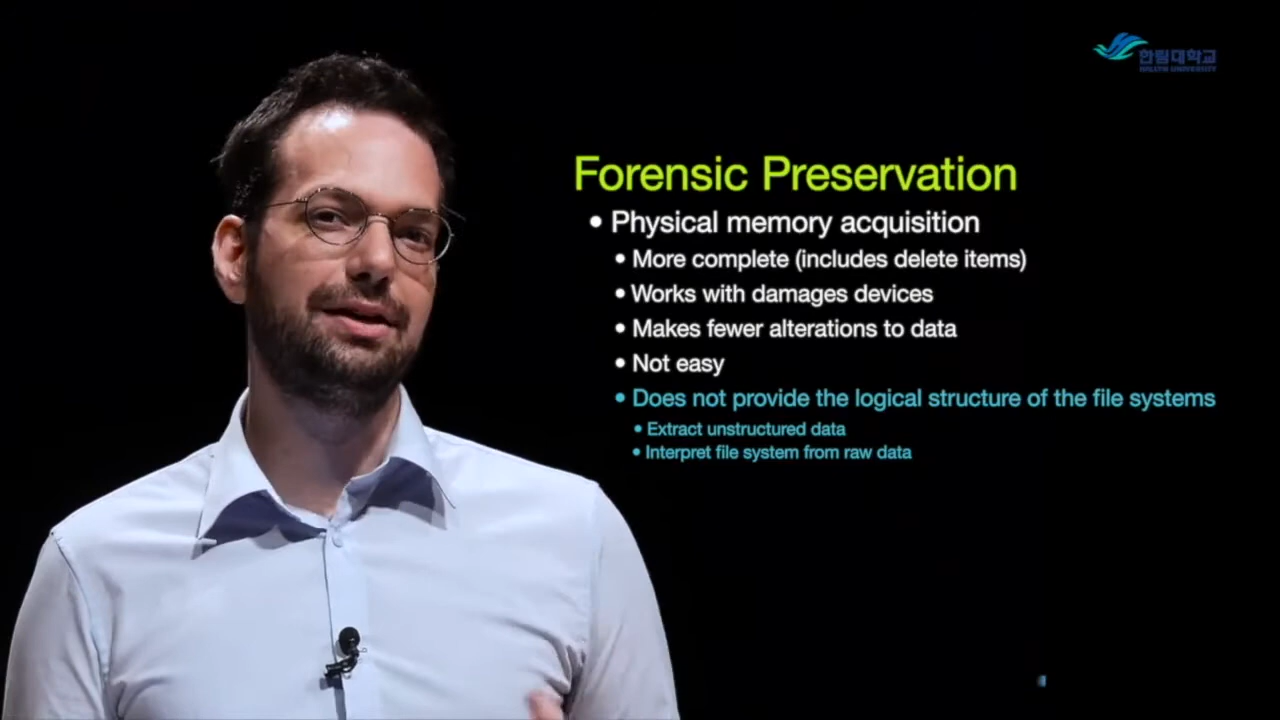 한림대학교
HALLYM UNIVERSITY
Forensic Preservation
• Physical memory acquisition
• More complete (includes delete items)
• Works with damages devices
• Makes fewer alterations to data
• Not easy
• Does not provide the logical structure of the file systems
• Extract unstructured data
• Interpret file system from raw data